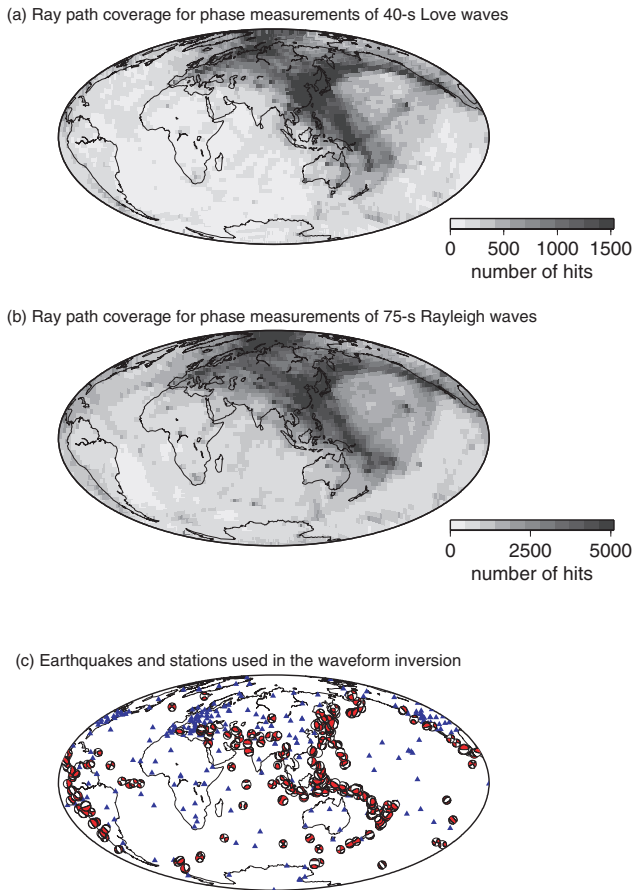 (a) Ray path coverage for phase measurements of 40-s Love waves
0 500 1000 1500
number of hits
(b) Ray path coverage for phase measurements of 75-s Rayleigh waves
0 2500 5000
number of hits
(c) Earthquakes and stations used in the waveform inversion